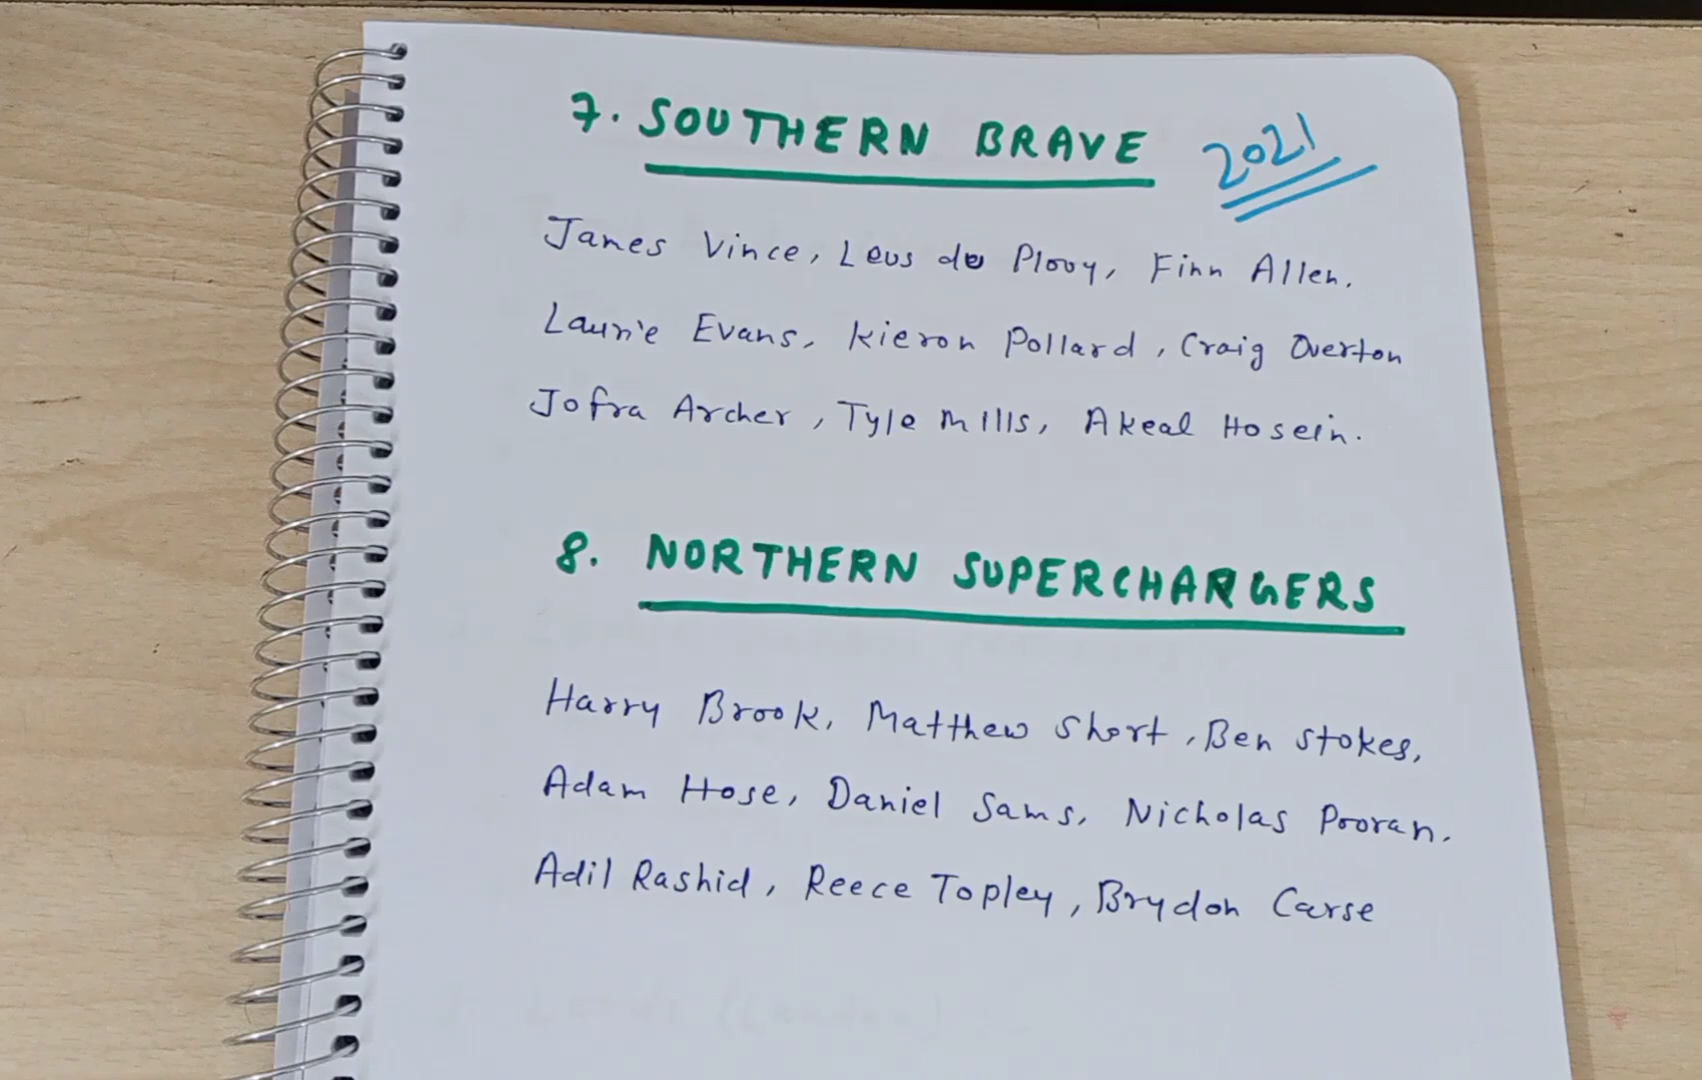 7. SOUTHERN BRAVE 2021
James Vince, Leus de Plooy, Finn Allen.
Laurie Evans, Kieron Pollard, Craig Overton
Jofra Archer, Tyle Mills, Akeal Hosein.
8. NORTHERN SUPERCHARGERS
Harry Brook, Matthew Short, Ben Stokes,
Adam Hose, Daniel Sams, Nicholas Pooran.
Adil Rashid, Reece Topley, Brydon Carse